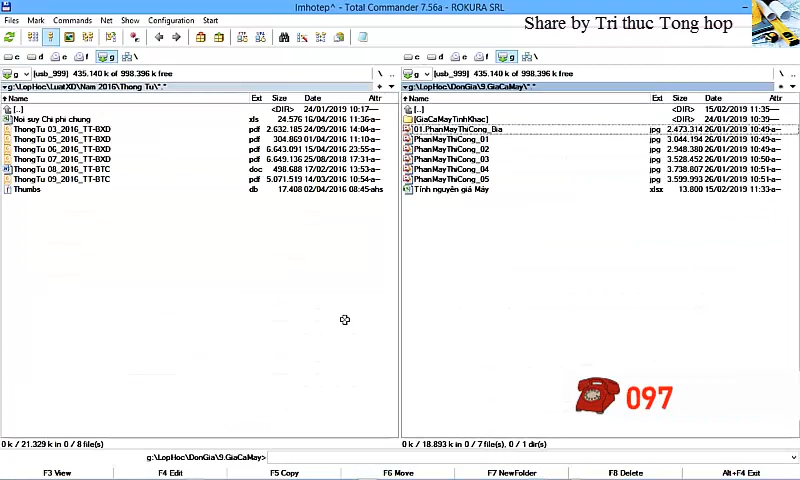 Imhotep^ - Total Commander 7.56a - ROKURA SRL
Share by Tri thuc Tong hop
Files Mark Commands Net Show Configuration Start
c d e f g \
c d e f g \
g [usb_999] 435.140 k of 998.396 k free \ ..
g [usb_999] 435.140 k of 998.396 k free \ ..
g:\LopHoc\LuatXD\Nam 2016\Thong Tu\*.* * ▾
g:\LopHoc\DonGia\9.GiaCaMay\*.* * ▾
Name Ext Size Date Attr
[..] <DIR> 24/01/2019 10:17----
Noi suy Chi phi chung xls 24.576 16/04/2016 11:36-a--
ThongTu 03_2016_TT-BXD pdf 2.632.185 24/09/2016 14:04-a--
ThongTu 05_2016_TT-BXD pdf 304.869 01/04/2016 11:10-a--
ThongTu 06_2016_TT-BXD pdf 6.643.091 15/04/2016 23:55-a--
ThongTu 07_2016_TT-BXD pdf 6.649.136 25/08/2018 17:31-a--
ThongTu 08_2016_TT-BTC doc 498.688 17/02/2016 13:53-a--
ThongTu 09_2016_TT-BTC pdf 5.071.519 14/03/2016 10:54-a--
Thumbs db 17.408 02/04/2016 08:45-ahs
Name Ext Size Date Attr
[..] <DIR> 15/02/2019 11:35----
[GiaCaMayTinhKhac] <DIR> 24/01/2019 10:39----
01.PhanMayThiCong_Bia jpg 2.473.314 26/01/2019 10:49-a--
PhanMayThiCong_01 jpg 3.044.194 26/01/2019 10:49-a--
PhanMayThiCong_02 jpg 2.948.380 26/01/2019 10:49-a--
PhanMayThiCong_03 jpg 3.528.452 26/01/2019 10:50-a--
PhanMayThiCong_04 jpg 3.738.807 26/01/2019 10:51-a--
PhanMayThiCong_05 jpg 3.599.993 26/01/2019 10:51-a--
Tính nguyên giá Máy xlsx 13.800 15/02/2019 11:33-a--
097
0 k / 21.329 k in 0 / 8 file(s)
0 k / 18.893 k in 0 / 7 file(s), 0 / 1 dir(s)
g:\LopHoc\DonGia\9.GiaCaMay>
F3 View F4 Edit F5 Copy F6 Move F7 NewFolder F8 Delete Alt+F4 Exit